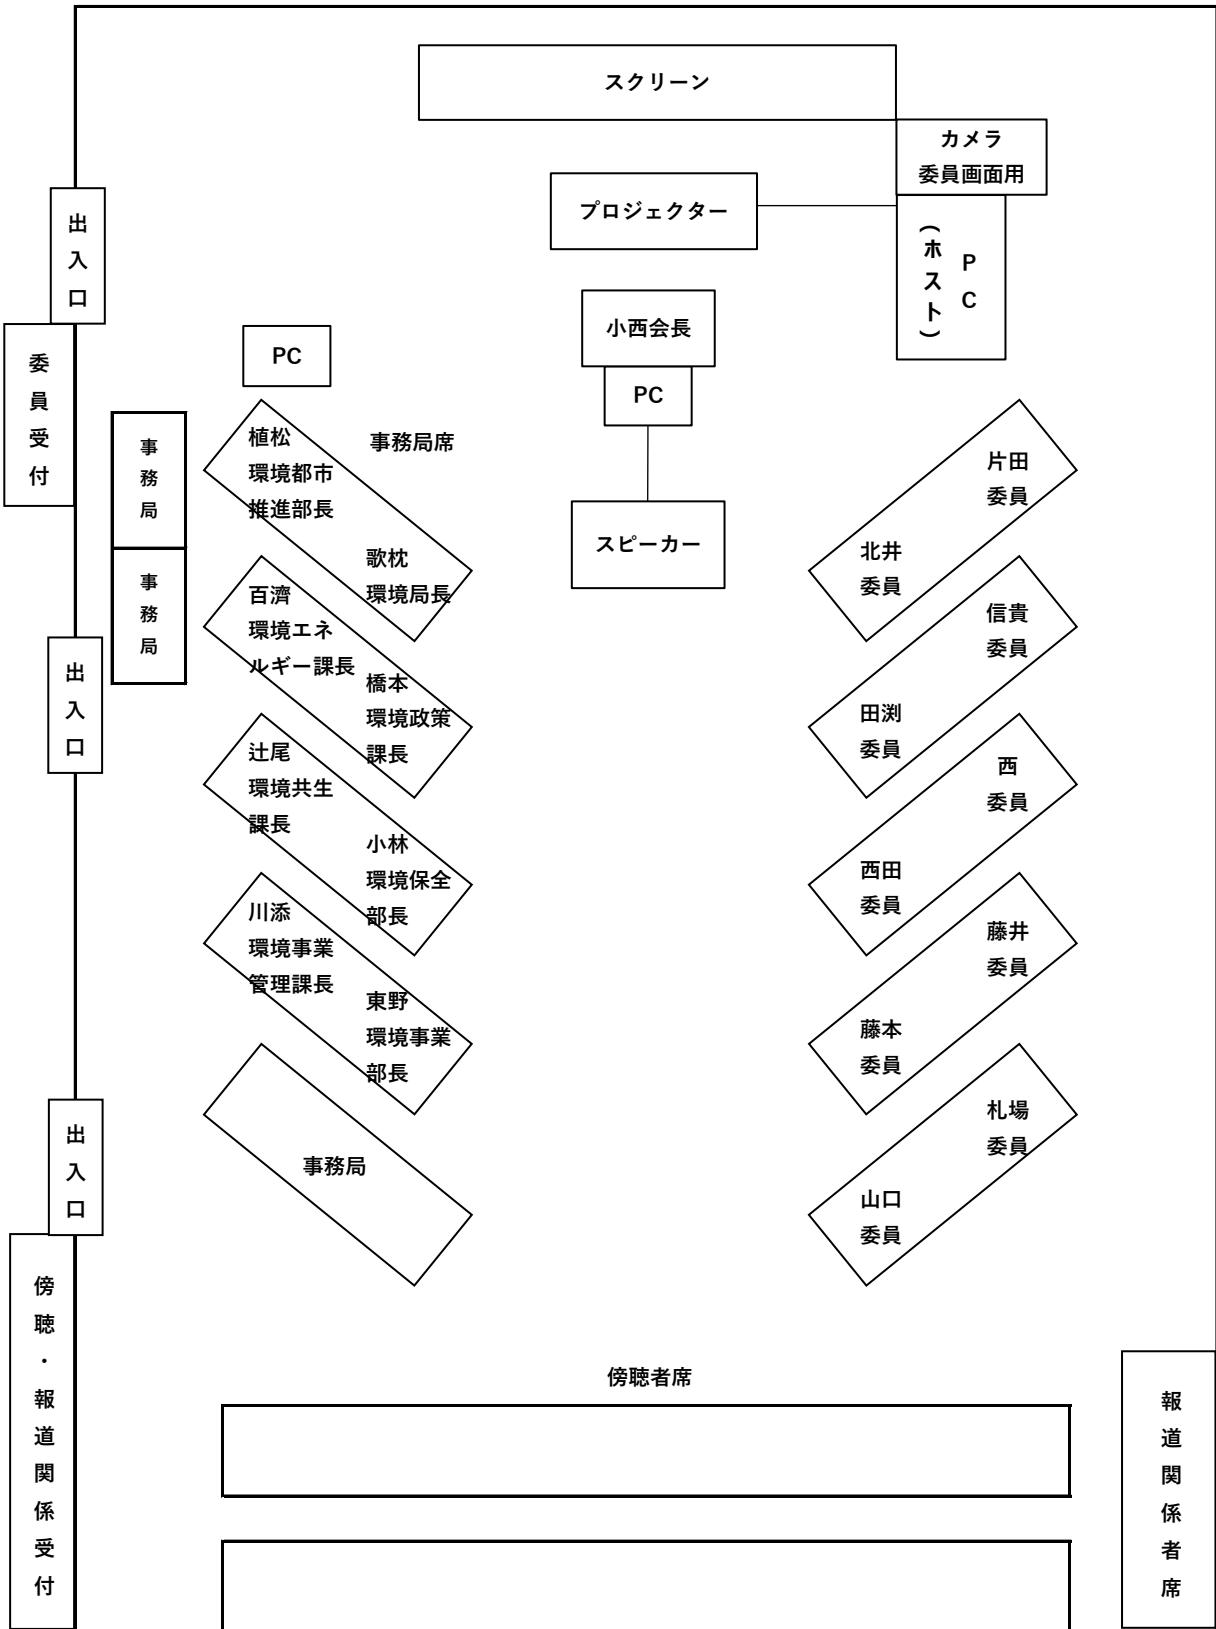 スクリーン
カメラ
委員画面用
プロジェクター
(ホスト)
PC
出入口
小西会長
PC
委員受付
PC
事務局
事務局
事務局席
植松
環境都市
推進部長
歌枕
環境局長
スピーカー
片田
委員
北井
委員
百濟
環境エネ
ルギー課長
橋本
環境政策
課長
信貴
委員
田渕
委員
出入口
辻尾
環境共生
課長
小林
環境保全
部長
西
委員
西田
委員
川添
環境事業
管理課長
東野
環境事業
部長
藤井
委員
藤本
委員
出入口
事務局
札場
委員
山口
委員
傍聴・報道関係受付
傍聴者席
報道関係者席